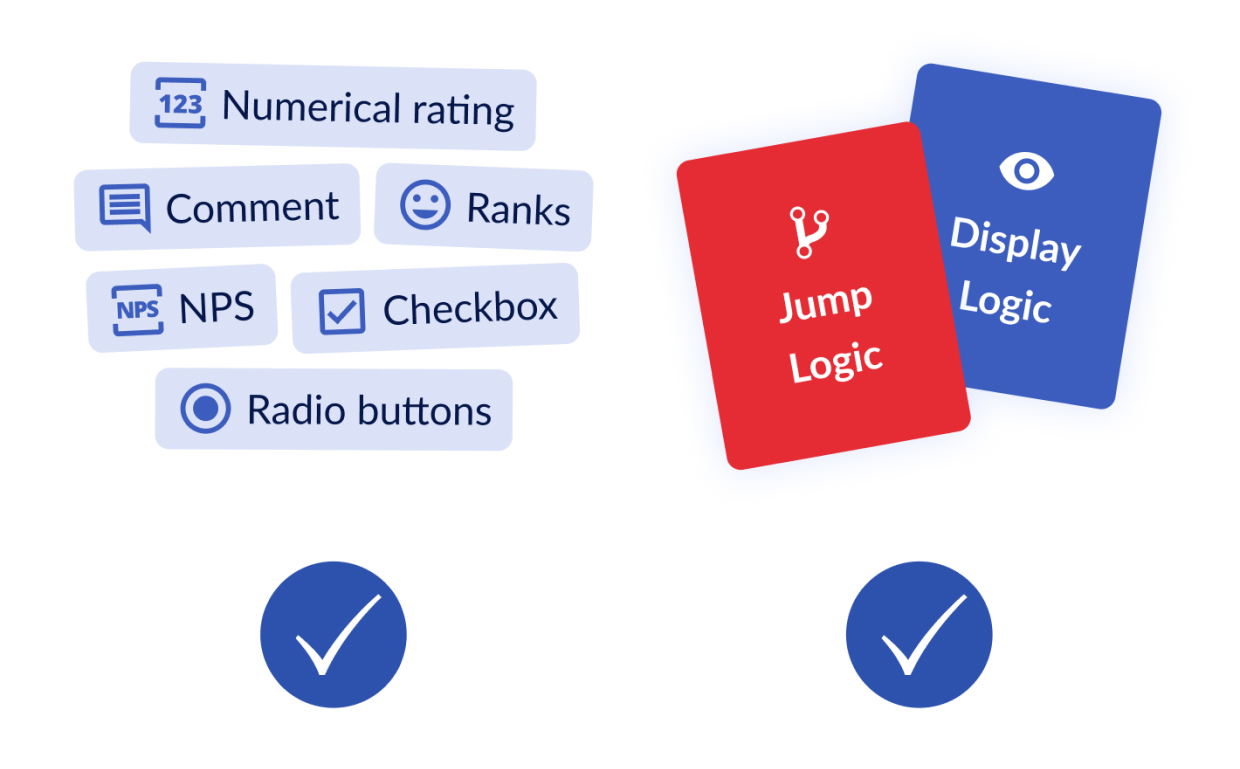 123 Numerical rating
Comment
Ranks
NPS NPS
Checkbox
Radio buttons
Jump
Logic
Display
Logic